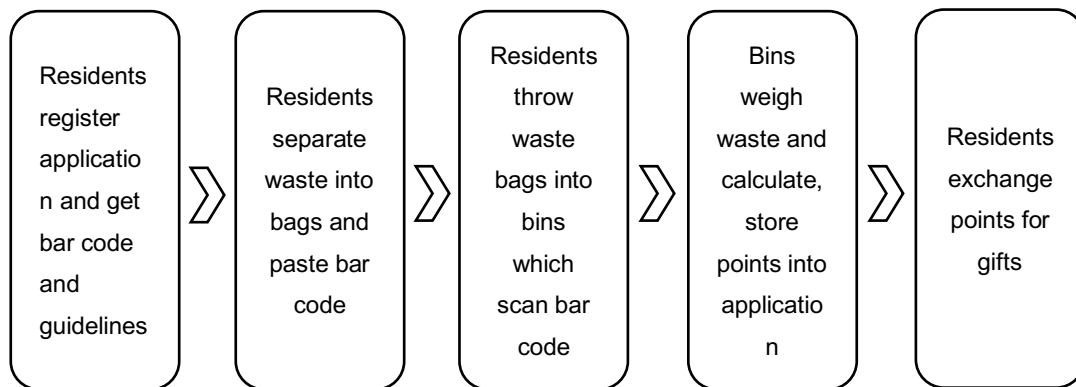 Residents
register
applicatio
n and get
bar code
and
guidelines
Residents
separate
waste into
bags and
paste bar
code
Residents
throw
waste
bags into
bins
which
scan bar
code
Bins
weigh
waste and
calculate,
store
points into
applicatio
n
Residents
exchange
points for
gifts